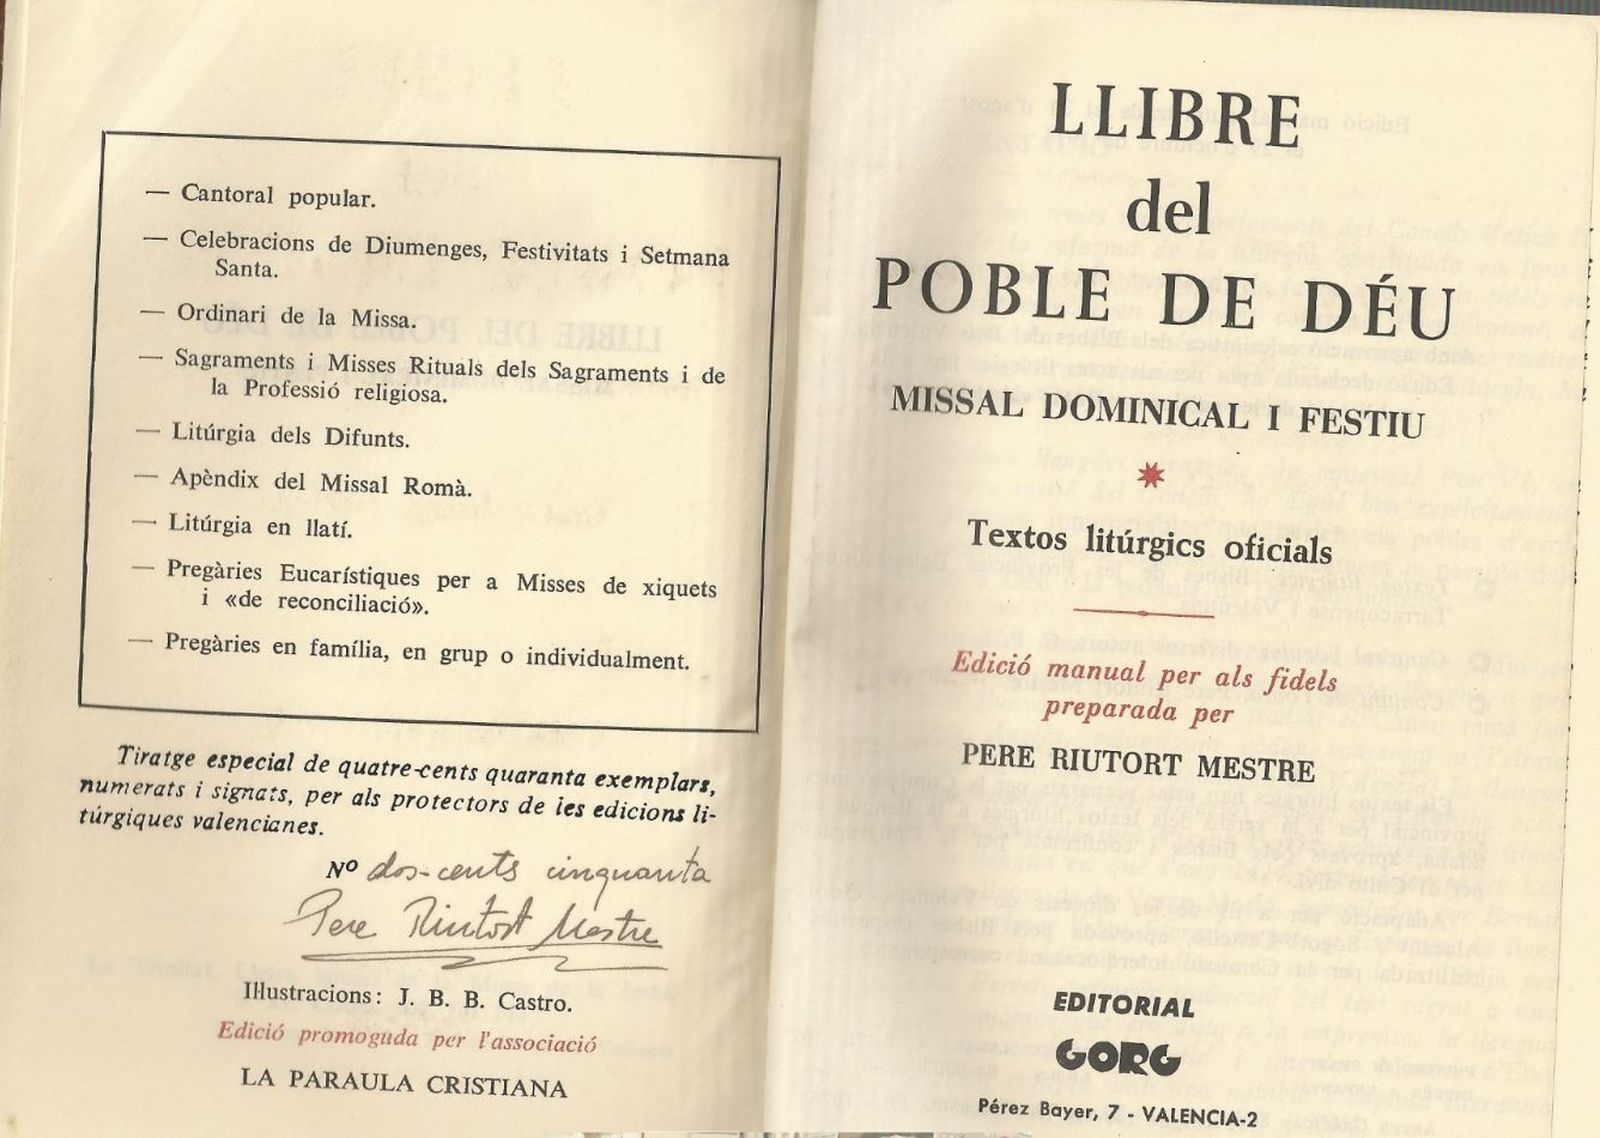 — Cantoral popular.
— Celebracions de Diumenges, Festivitats i Setmana
Santa.
— Ordinari de la Missa.
— Sagraments i Misses Rituals dels Sagraments i de
la Professió religiosa.
— Litúrgia dels Difunts.
— Apèndix del Missal Romà.
— Litúrgia en llatí.
— Pregàries Eucarístiques per a Misses de xiquets
i «de reconciliació».
— Pregàries en família, en grup o individualment.
Tiratge especial de quatre-cents quaranta exemplars,
numerats i signats, per als protectors de les edicions li-
túrgiques valencianes.
Nº dos-cents cinquanta
Pere Riutort Mestre
Il·lustracions: J. B. B. Castro.
Edició promoguda per l'associació
LA PARAULA CRISTIANA
LLIBRE
del
POBLE DE DÉU
MISSAL DOMINICAL I FESTIU
Textos litúrgics oficials
Edició manual per als fidels
preparada per
PERE RIUTORT MESTRE
EDITORIAL
GORG
Pérez Bayer, 7 - VALENCIA-2